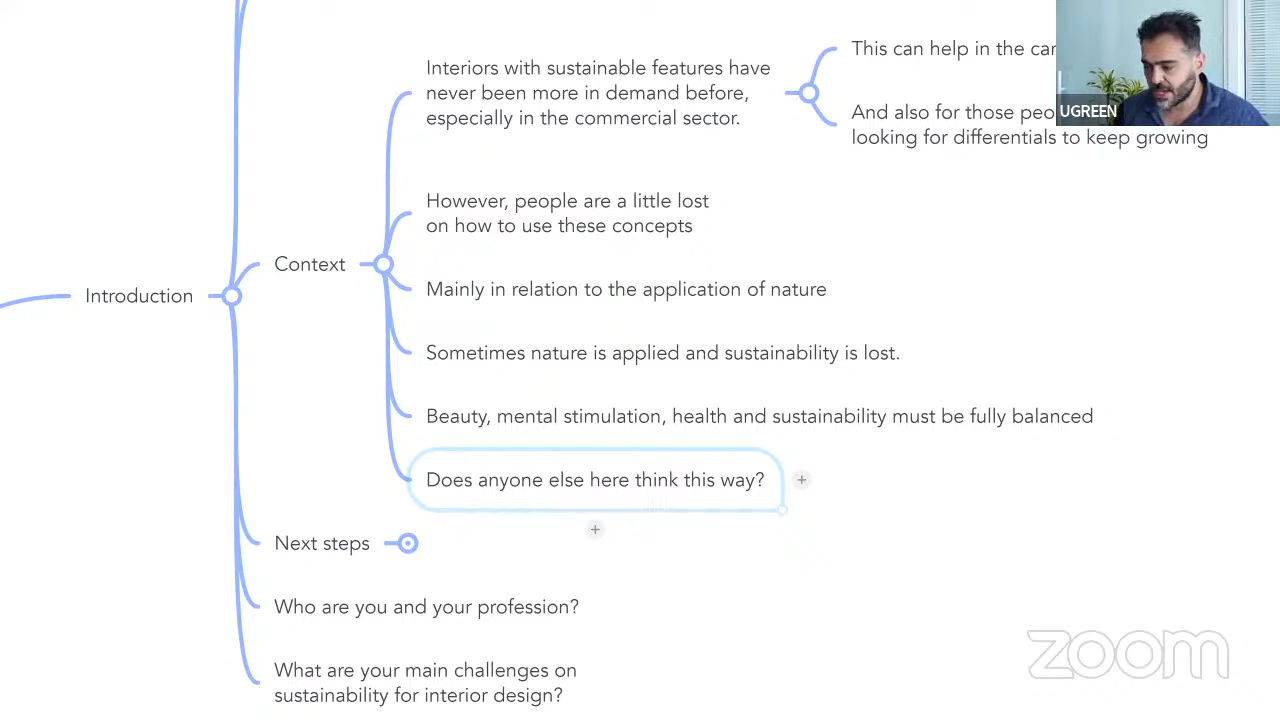 Interiors with sustainable features have
never been more in demand before,
especially in the commercial sector.
This can help in the
And also for those
looking for differentials to keep growing
UGREEN
However, people are a little lost
on how to use these concepts
Context
Introduction
Mainly in relation to the application of nature
Sometimes nature is applied and sustainability is lost.
Beauty, mental stimulation, health and sustainability must be fully balanced
Does anyone else here think this way?
Next steps
Who are you and your profession?
What are your main challenges on
sustainability for interior design?
zoom